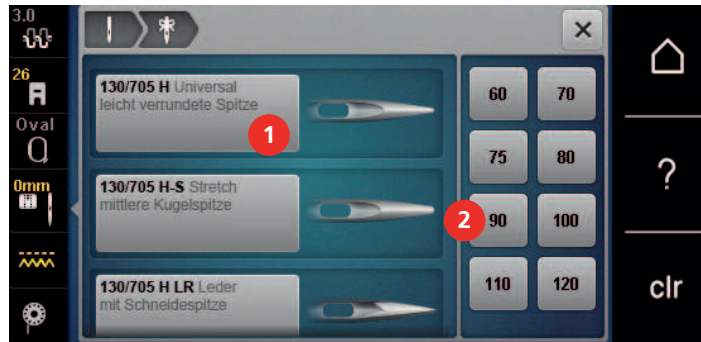 3.0
26
Oval
0mm
130/705 H Universal
leicht verrundete Spitze
1
130/705 H-S Stretch
mittlere Kugelspitze
130/705 H LR Leder
mit Schneidespitze
60 70
75 80
2
90 100
110 120
?
clr